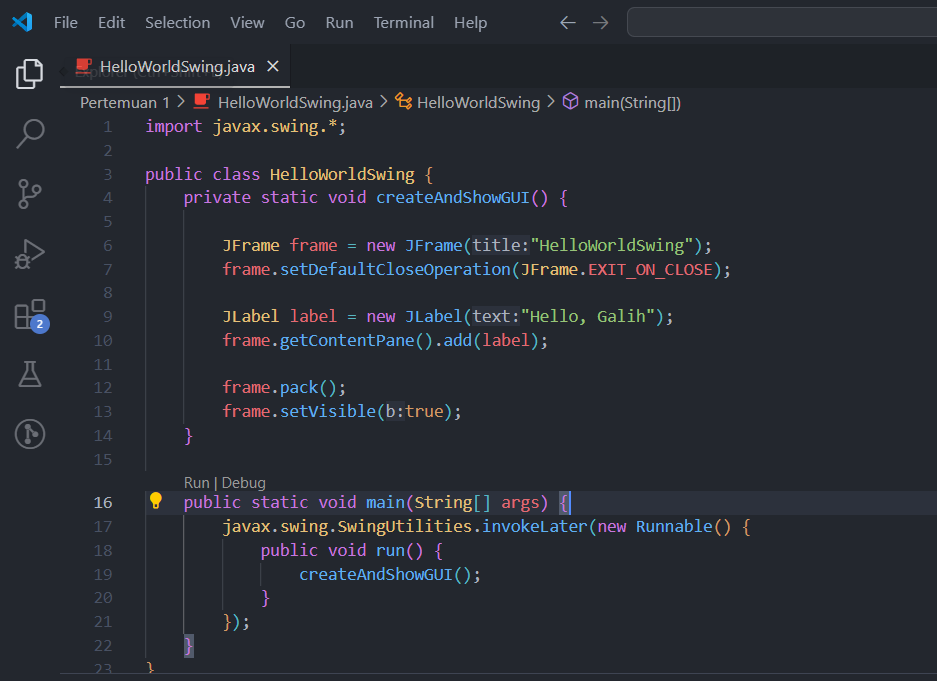 File Edit Selection View Go Run Terminal Help
HelloWorldSwing.java
Pertemuan 1 > HelloWorldSwing.java > HelloWorldSwing > main(String[])
1 import javax.swing.*;
2
3 public class HelloWorldSwing {
4 private static void createAndShowGUI() {
5
6 JFrame frame = new JFrame(title:"HelloWorldSwing");
7 frame.setDefaultCloseOperation(JFrame.EXIT_ON_CLOSE);
8
9 JLabel label = new JLabel(text:"Hello, Galih");
10 frame.getContentPane().add(label);
11
12 frame.pack();
13 frame.setVisible(b:true);
14 }
15
Run | Debug
16 public static void main(String[] args) {
17 javax.swing.SwingUtilities.invokeLater(new Runnable() {
18 public void run() {
19 createAndShowGUI();
20 }
21 });
22 }
23 }
2